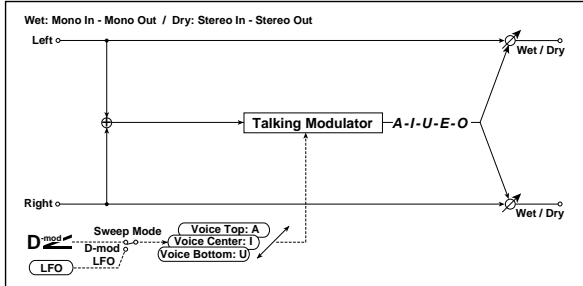 Wet: Mono In - Mono Out / Dry: Stereo In - Stereo Out
Left
Wet / Dry
Talking Modulator
A-I-U-E-O
Right
Wet / Dry
D-mod
Sweep Mode
D-mod
LFO
LFO
Voice Top: A
Voice Center: I
Voice Bottom: U